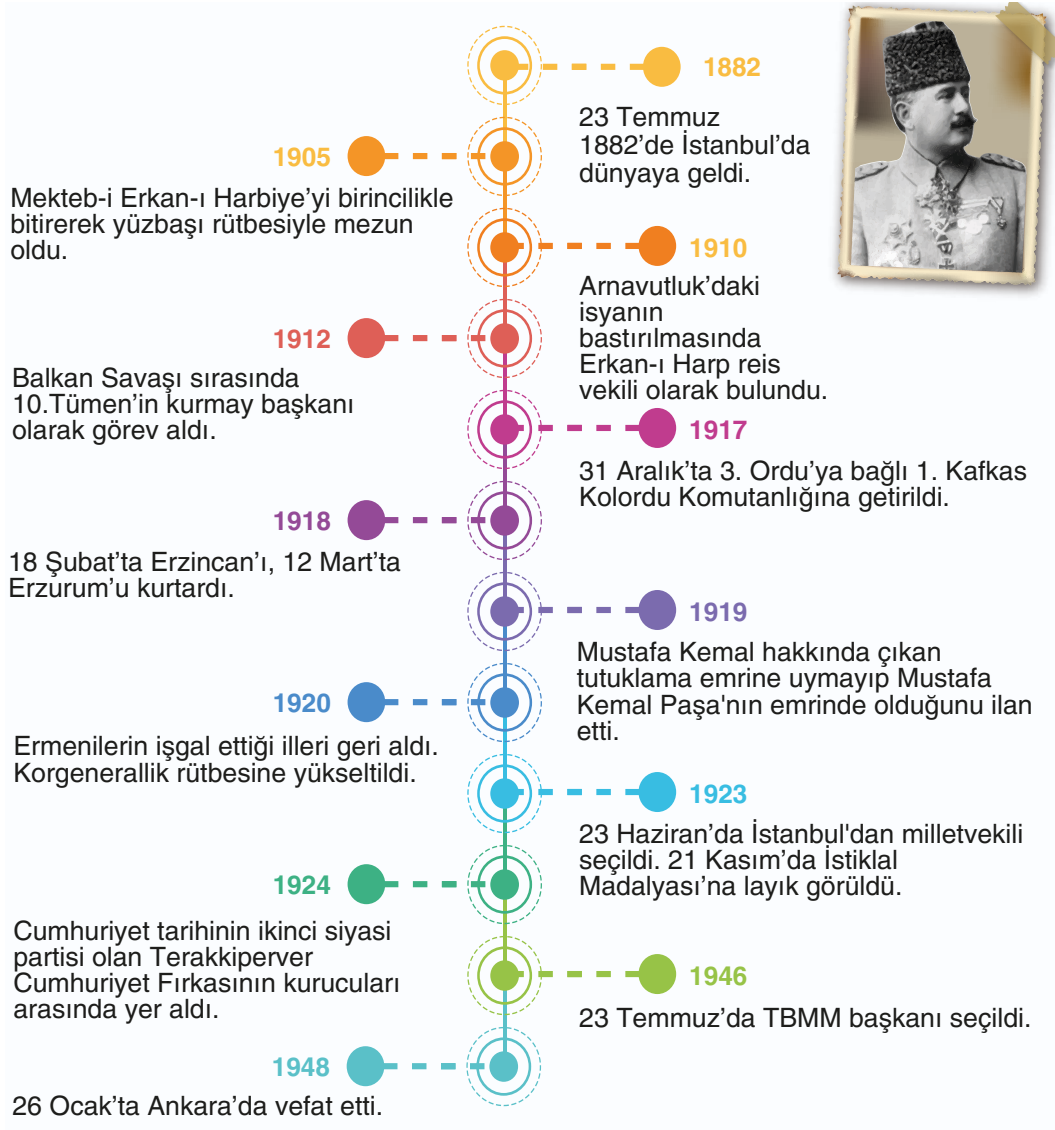 1882
23 Temmuz
1882’de İstanbul’da
dünyaya geldi.
1905
Mekteb-i Erkan-ı Harbiye’yi birincilikle
bitirerek yüzbaşı rütbesiyle mezun
oldu.
1910
Arnavutluk’daki
isyanın
bastırılmasında
Erkan-ı Harp reis
vekili olarak bulundu.
1912
Balkan Savaşı sırasında
10.Tümen’in kurmay başkanı
olarak görev aldı.
1917
31 Aralık’ta 3. Ordu’ya bağlı 1. Kafkas
Kolordu Komutanlığına getirildi.
1918
18 Şubat’ta Erzincan’ı, 12 Mart’ta
Erzurum’u kurtardı.
1919
Mustafa Kemal hakkında çıkan
tutuklama emrine uymayıp Mustafa
Kemal Paşa'nın emrinde olduğunu ilan
etti.
1920
Ermenilerin işgal ettiği illeri geri aldı.
Korgenerallik rütbesine yükseltildi.
1923
23 Haziran’da İstanbul'dan milletvekili
seçildi. 21 Kasım’da İstiklal
Madalyası’na layık görüldü.
1924
Cumhuriyet tarihinin ikinci siyasi
partisi olan Terakkiperver
Cumhuriyet Fırkasının kurucuları
arasında yer aldı.
1946
23 Temmuz’da TBMM başkanı seçildi.
1948
26 Ocak’ta Ankara’da vefat etti.